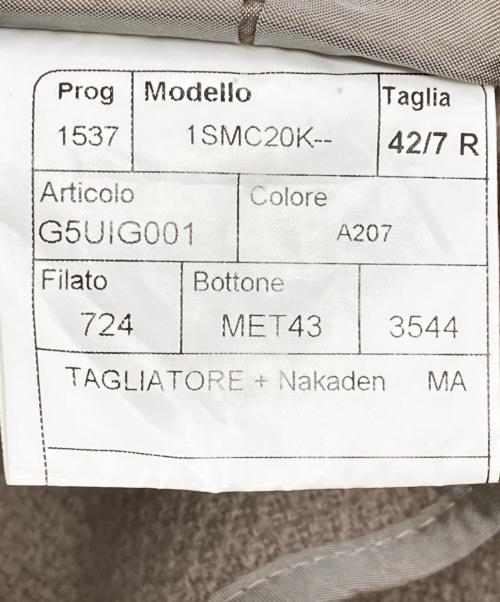 Prog Modello Taglia
1537 1SMC20K-- 42/7 R
Articolo Colore
G5UIG001 A207
Filato Bottone
724 MET43 3544
TAGLIATORE + Nakaden MA